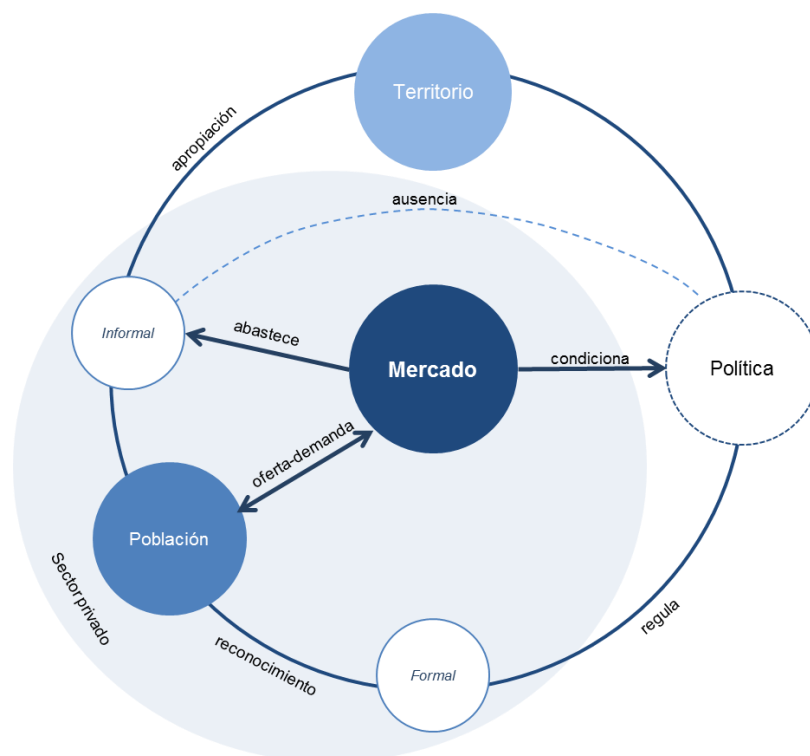 Territorio
apropiación
ausencia
Informal
abastece
Mercado
condiciona
Política
oferta-demanda
Población
Sector privado
reconocimiento
Formal
regula